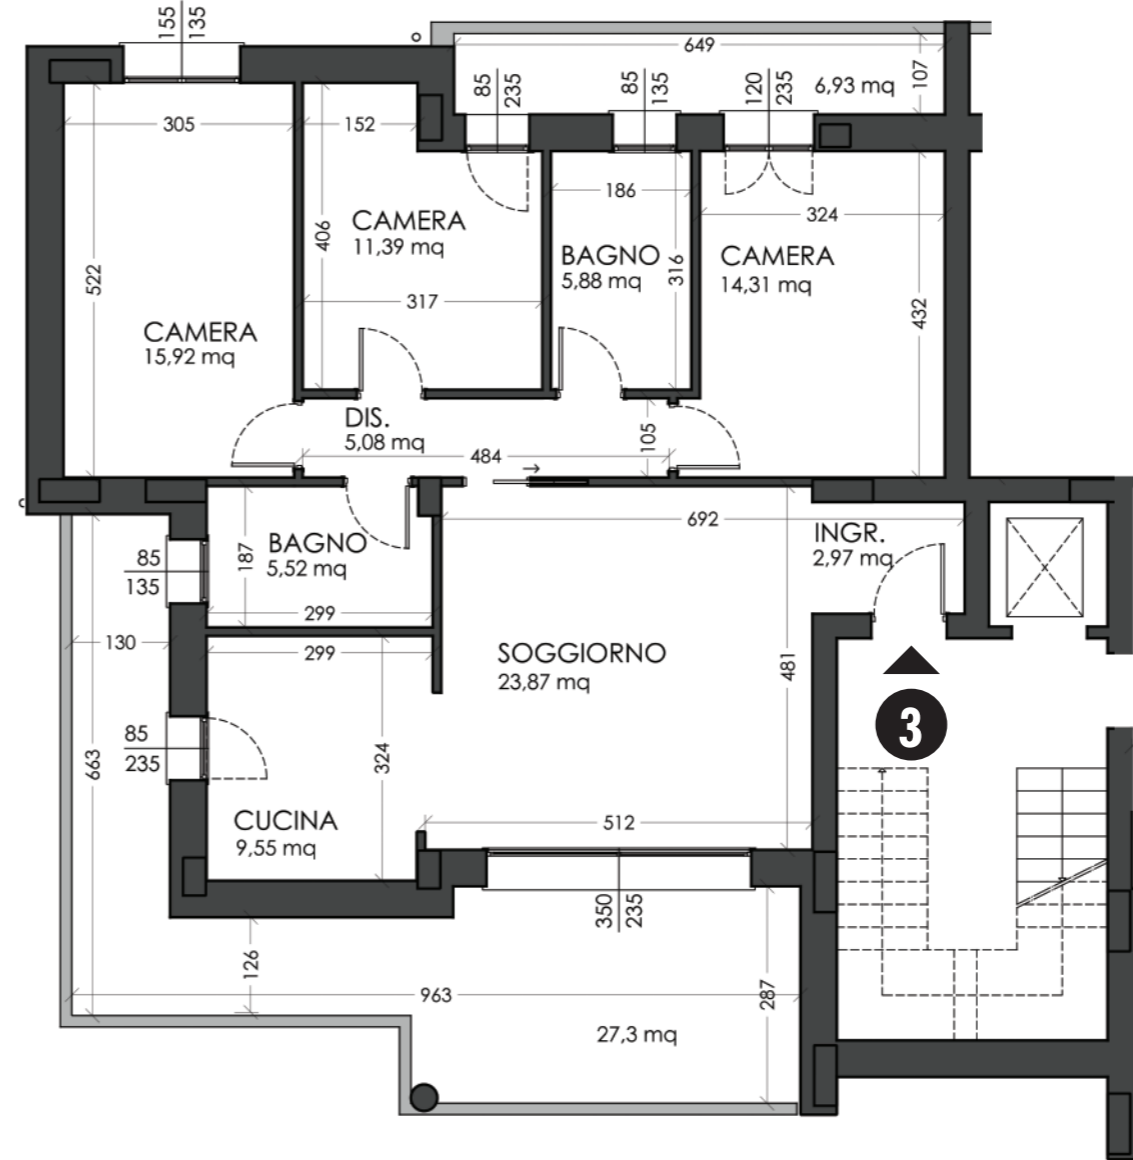 155
135
649
107
85
235
85
135
120
235
6,93 mq
305
152
186
324
406
CAMERA
11,39 mq
BAGNO
5,88 mq
316
CAMERA
14,31 mq
522
317
432
CAMERA
15,92 mq
DIS.
5,08 mq
105
484
692
INGR.
2,97 mq
187
BAGNO
5,52 mq
85
135
299
130
299
SOGGIORNO
23,87 mq
481
3
85
235
663
324
CUCINA
9,55 mq
512
350
235
126
963
287
27,3 mq